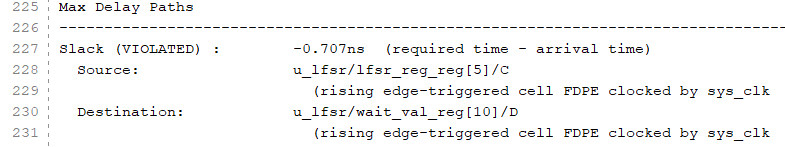 225 Max Delay Paths
226 --------------------------------------------------------------------------------------
227 Slack (VIOLATED) :        -0.707ns  (required time - arrival time)
228   Source:                 u_lfsr/lfsr_reg_reg[5]/C
229                             (rising edge-triggered cell FDPE clocked by sys_clk
230   Destination:            u_lfsr/wait_val_reg[10]/D
231                             (rising edge-triggered cell FDPE clocked by sys_clk